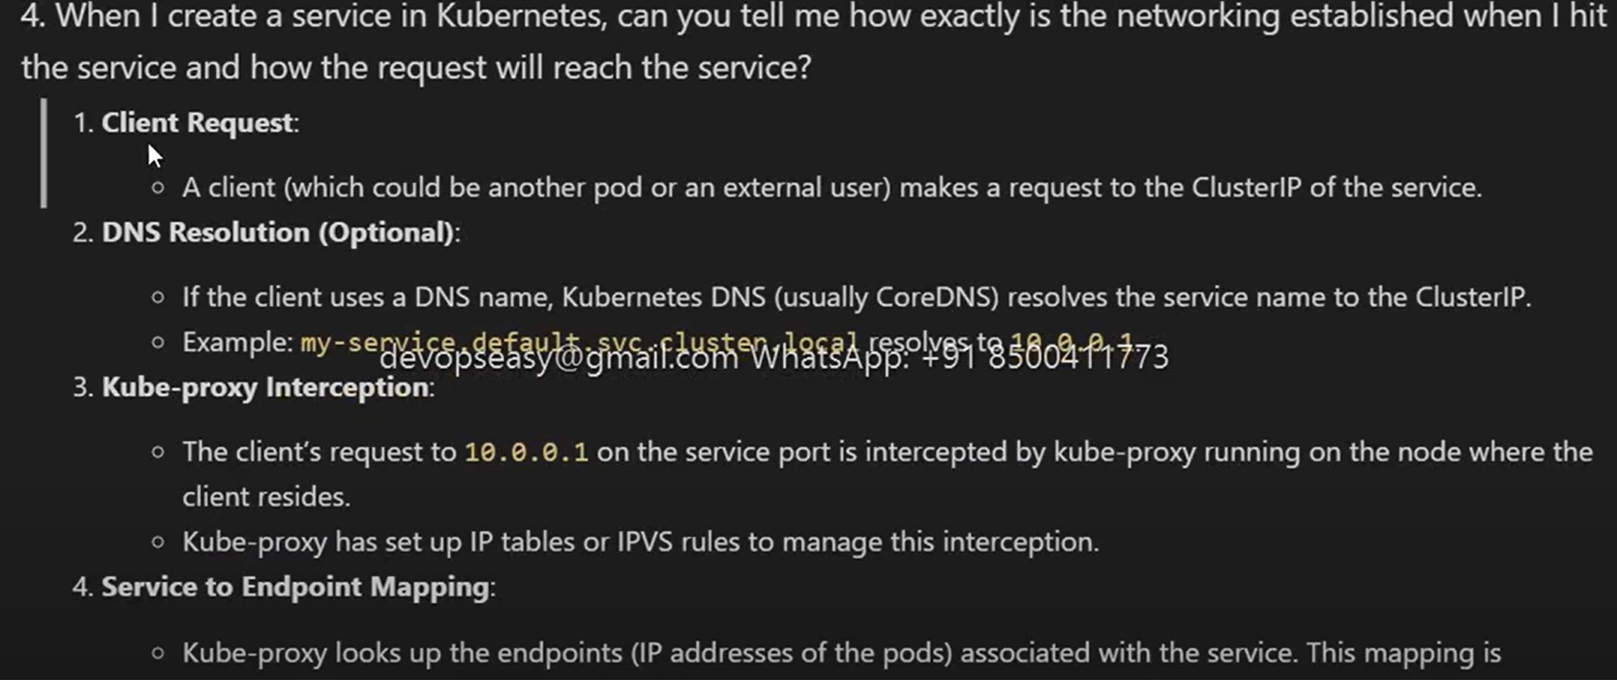 4. When I create a service in Kubernetes, can you tell me how exactly is the networking established when I hit
the service and how the request will reach the service?
1. Client Request:
○ A client (which could be another pod or an external user) makes a request to the ClusterIP of the service.
2. DNS Resolution (Optional):
○ If the client uses a DNS name, Kubernetes DNS (usually CoreDNS) resolves the service name to the ClusterIP.
○ Example: my-service.default.svc.cluster.local resolves to 10.0.0.1.
devopseasy@gmail.com WhatsApp: +91 8500411773
3. Kube-proxy Interception:
○ The client's request to 10.0.0.1 on the service port is intercepted by kube-proxy running on the node where the
client resides.
○ Kube-proxy has set up IP tables or IPVS rules to manage this interception.
4. Service to Endpoint Mapping:
○ Kube-proxy looks up the endpoints (IP addresses of the pods) associated with the service. This mapping is